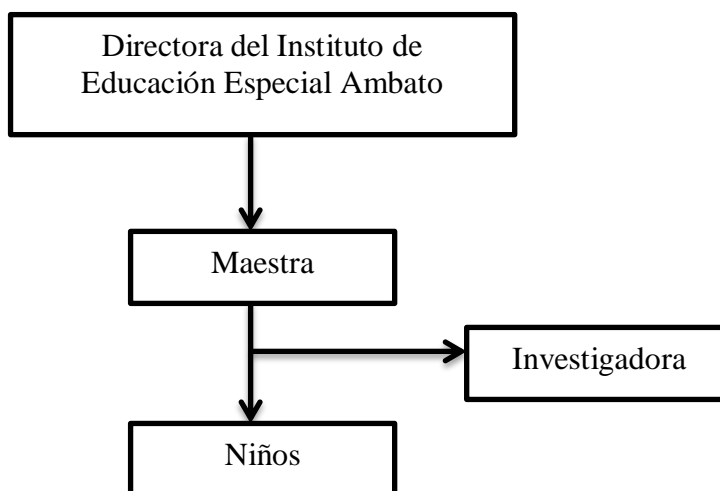 Directora del Instituto de
Educación Especial Ambato
Maestra
Investigadora
Niños